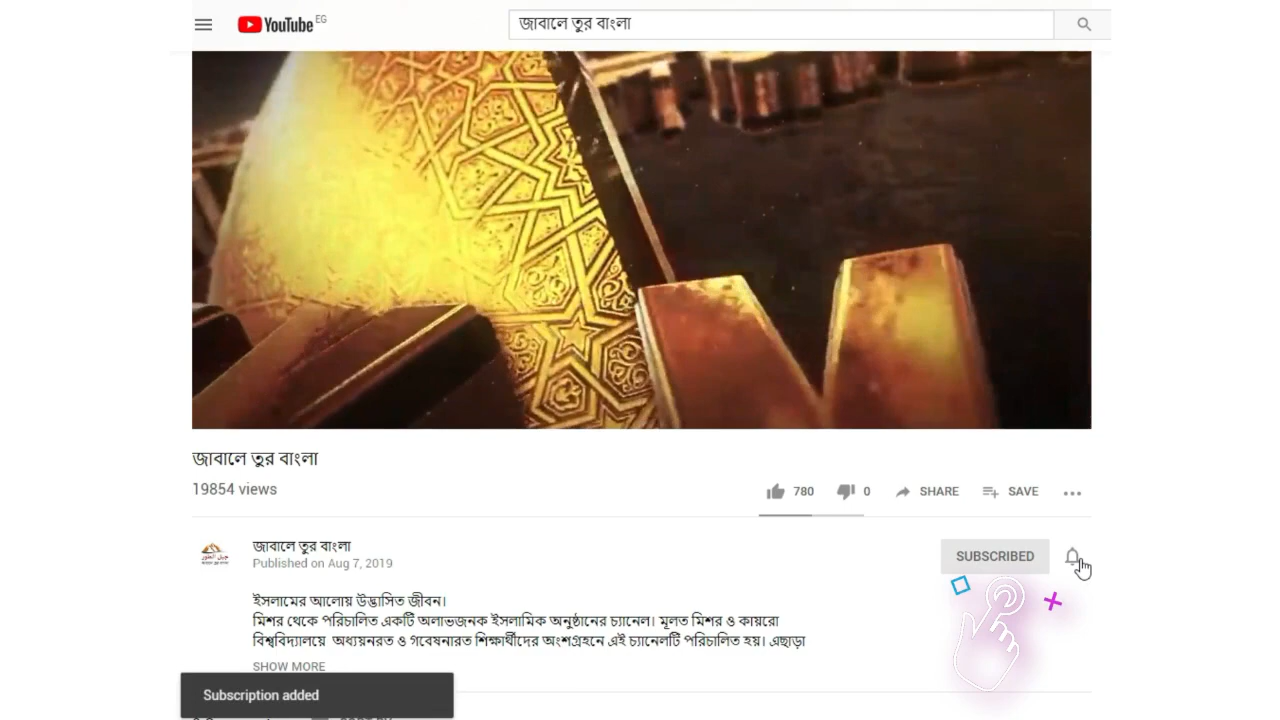 YouTube EG
জাবালে তুর বাংলা
জাবালে তুর বাংলা
19854 views
780
0
SHARE
SAVE
জাবালে তুর বাংলা
Published on Aug 7, 2019
SUBSCRIBED
ইসলামের আলোয় উদ্ভাসিত জীবন।
মিশর থেকে পরিচালিত একটি অলাভজনক ইসলামিক অনুষ্ঠানের চ্যানেল। মূলত মিশর ও কায়রো
বিশ্ববিদ্যালয়ে অধ্যয়নরত ও গবেষনারত শিক্ষার্থীদের অংশগ্রহনে এই চ্যানেলটি পরিচালিত হয়। এছাড়া
SHOW MORE
Subscription added